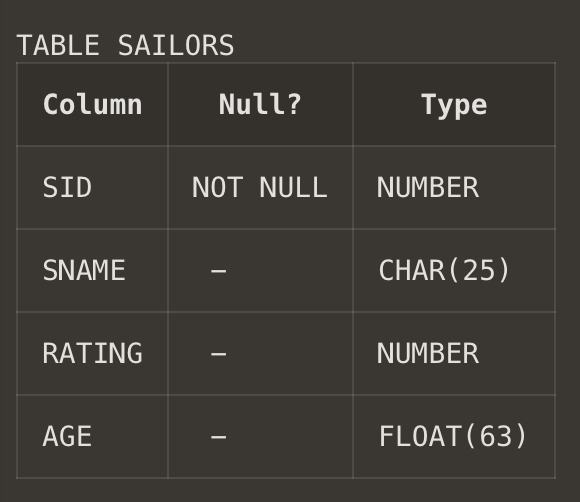 TABLE SAILORS
Column Null? Type
SID NOT NULL NUMBER
SNAME – CHAR(25)
RATING – NUMBER
AGE – FLOAT(63)